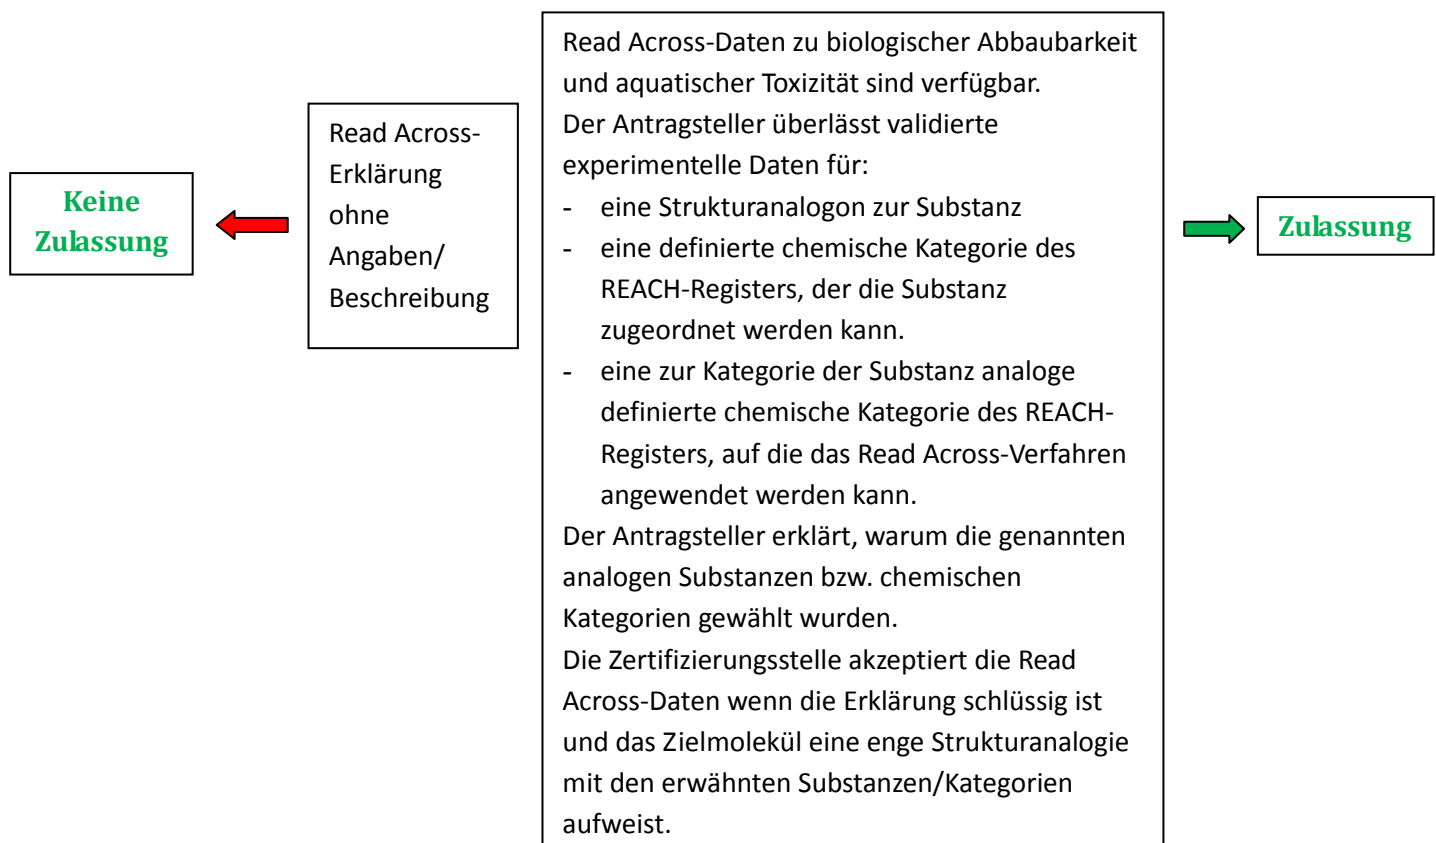 Keine
Zulassung
Read Across-
Erklärung
ohne
Angaben/
Beschreibung
Read Across-Daten zu biologischer Abbaubarkeit
und aquatischer Toxizität sind verfügbar.
Der Antragsteller überlässt validierte
experimentelle Daten für:
- eine Strukturanalogon zur Substanz
- eine definierte chemische Kategorie des
REACH-Registers, der die Substanz
zugeordnet werden kann.
- eine zur Kategorie der Substanz analoge
definierte chemische Kategorie des REACH-
Registers, auf die das Read Across-Verfahren
angewendet werden kann.
Der Antragsteller erklärt, warum die genannten
analogen Substanzen bzw. chemischen
Kategorien gewählt wurden.
Die Zertifizierungsstelle akzeptiert die Read
Across-Daten wenn die Erklärung schlüssig ist
und das Zielmolekül eine enge Strukturanalogie
mit den erwähnten Substanzen/Kategorien
aufweist.
Zulassung